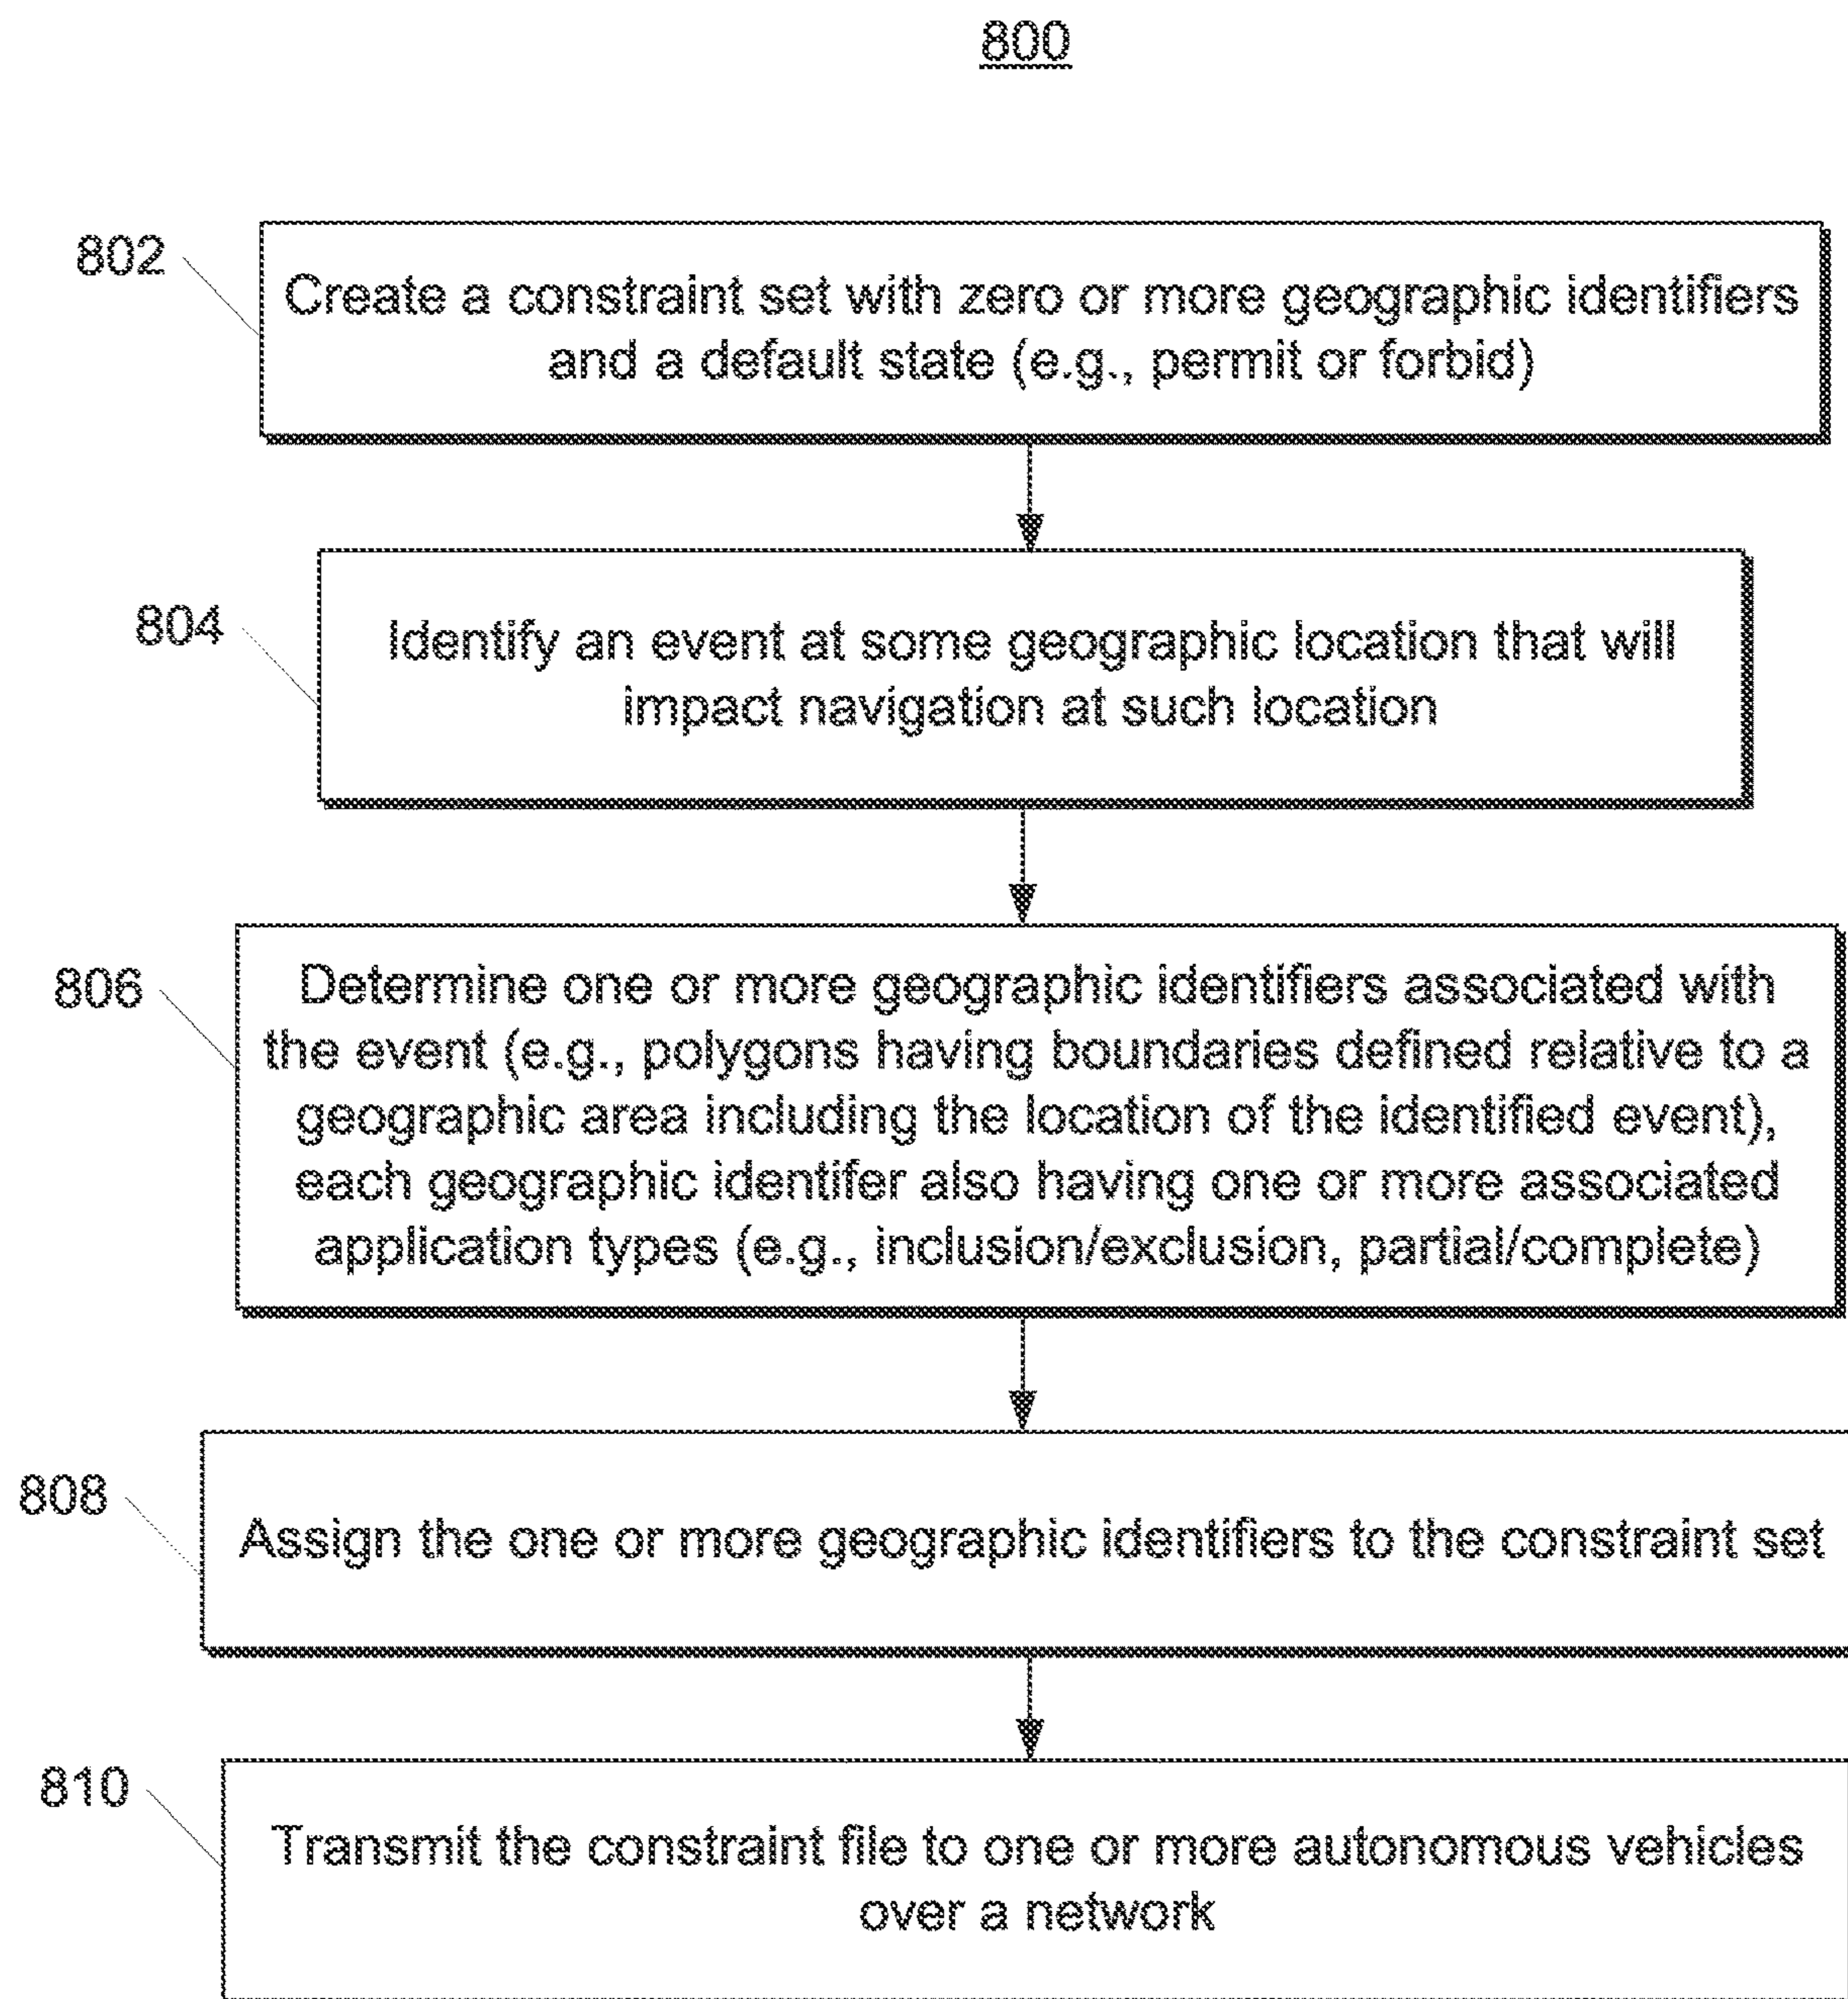 800
802
Create a constraint set with zero or more geographic identifiers
and a default state (e.g., permit or forbid)
804
Identify an event at some geographic location that will
impact navigation at such location
806
Determine one or more geographic identifiers associated with
the event (e.g., polygons having boundaries defined relative to a
geographic area including the location of the identified event),
each geographic identifer also having one or more associated
application types (e.g., inclusion/exclusion, partial/complete)
808
Assign the one or more geographic identifiers to the constraint set
810
Transmit the constraint file to one or more autonomous vehicles
over a network